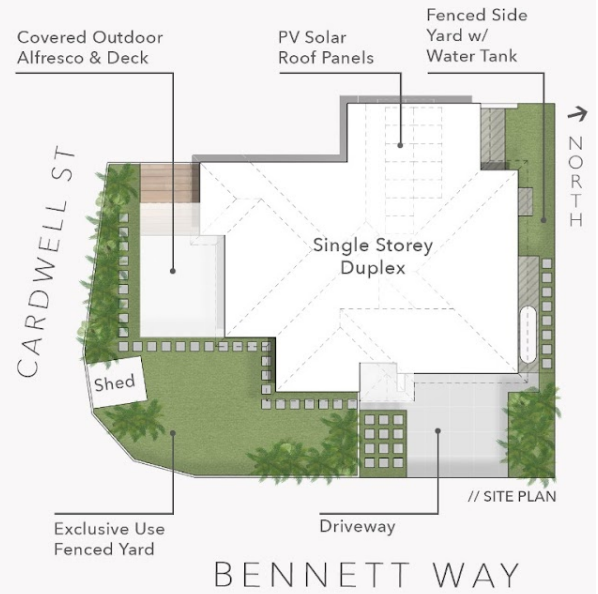 Covered Outdoor
Alfresco & Deck
PV Solar
Roof Panels
Fenced Side
Yard w/
Water Tank
NORTH
CARDWELL ST
Single Storey
Duplex
Shed
// SITE PLAN
Exclusive Use
Fenced Yard
Driveway
BENNETT WAY